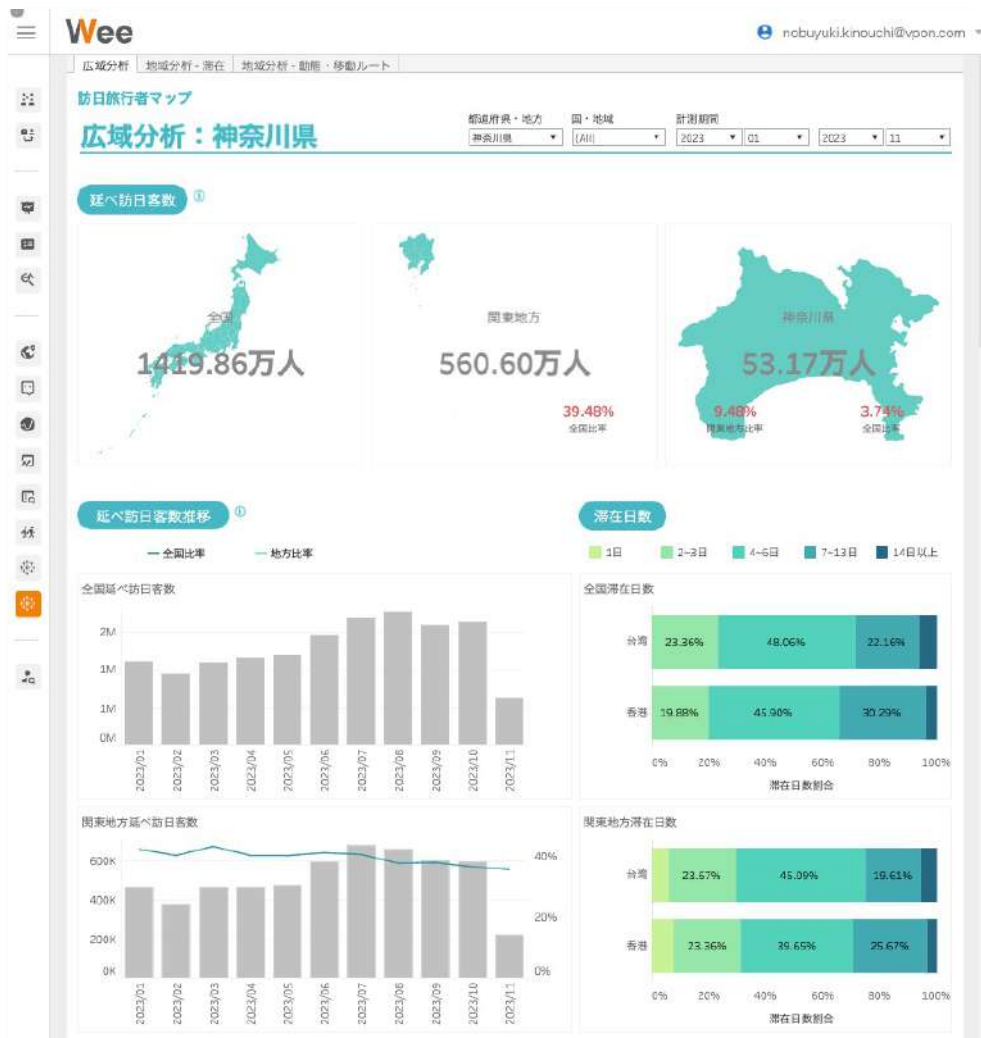 Wee
nobuyuki.kinouchi@vpon.com
広域分析 地域分析 - 滞在 地域分析 - 動態・移動ルート
訪日旅行者マップ
広域分析：神奈川県
都道府県・地方 国・地域 計測期間
神奈川県 (All) 2023 01 2023 11
延べ訪日客数
全国
1419.86万人
関東地方
560.60万人
39.48%
全国比率
神奈川県
53.17万人
9.48%
関東地方比率
3.74%
全国比率
延べ訪日客数推移
全国比率 地方比率
全国延べ訪日客数
2M
1M
1M
0M
2023/01 2023/02 2023/03 2023/04 2023/05 2023/06 2023/07 2023/08 2023/09 2023/10 2023/11
関東地方延べ訪日客数
600K 40%
400K
20%
200K
0K 0%
2023/01 2023/02 2023/03 2023/04 2023/05 2023/06 2023/07 2023/08 2023/09 2023/10 2023/11
滞在日数
1日 2~3日 4~6日 7~13日 14日以上
全国滞在日数
台湾 23.36% 48.06% 22.16%
香港 19.88% 45.90% 30.29%
0% 20% 40% 60% 80% 100%
滞在日数割合
関東地方滞在日数
台湾 23.67% 45.09% 19.61%
香港 23.36% 39.65% 25.67%
0% 20% 40% 60% 80% 100%
滞在日数割合